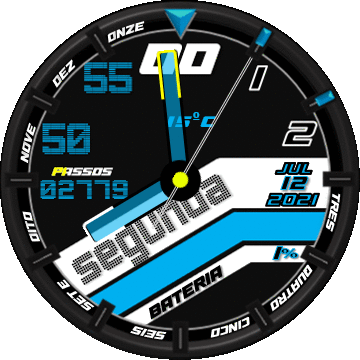 ONZE
DEZ
NOVE
OITO
SETE
SEIS
CINCO
QUATRO
TRES
55
00
1
2
15°C
50
PASSOS
02779
JUL
12
2021
segunda
1%
BATERIA